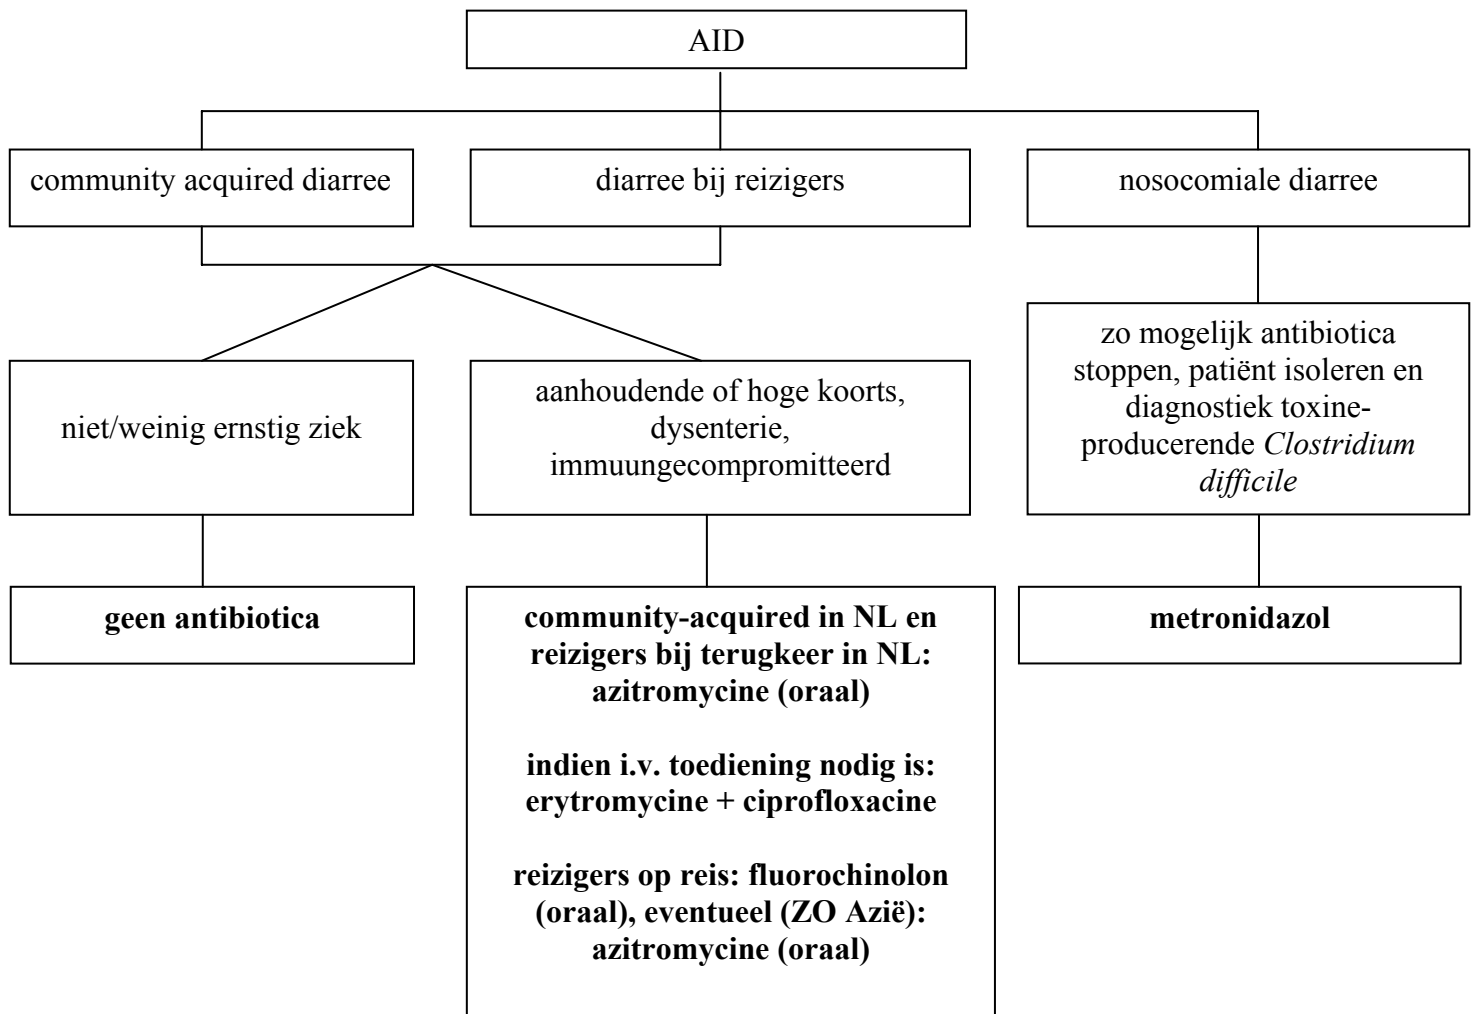 AID
community acquired diarree
diarree bij reizigers
nosocomiale diarree
niet/weinig ernstig ziek
aanhoudende of hoge koorts,
dysenterie,
immuungecompromitteerd
zo mogelijk antibiotica
stoppen, patiënt isoleren en
diagnostiek toxine-
producerende Clostridium
difficile
geen antibiotica
community-acquired in NL en
reizigers bij terugkeer in NL:
azitromycine (oraal)
indien i.v. toediening nodig is:
erytromycine + ciprofloxacine
reizigers op reis: fluorochinolon
(oraal), eventueel (ZO Azië):
azitromycine (oraal)
metronidazol